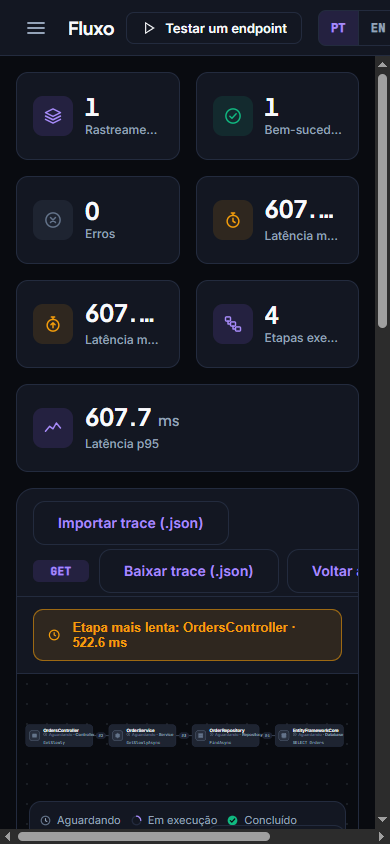 Fluxo
Testar um endpoint
PT
EN
1
Rastreame...
1
Bem-suced...
0
Erros
607....
Latência m...
607....
Latência m...
4
Etapas exe...
607.7 ms
Latência p95
Importar trace (.json)
GET
Baixar trace (.json)
Voltar
Etapa mais lenta: OrdersController ·
522.6 ms
OrdersController
OrderService
OrderRepository
EntityFrameworkCore
Aguardando
Em execução
Concluído